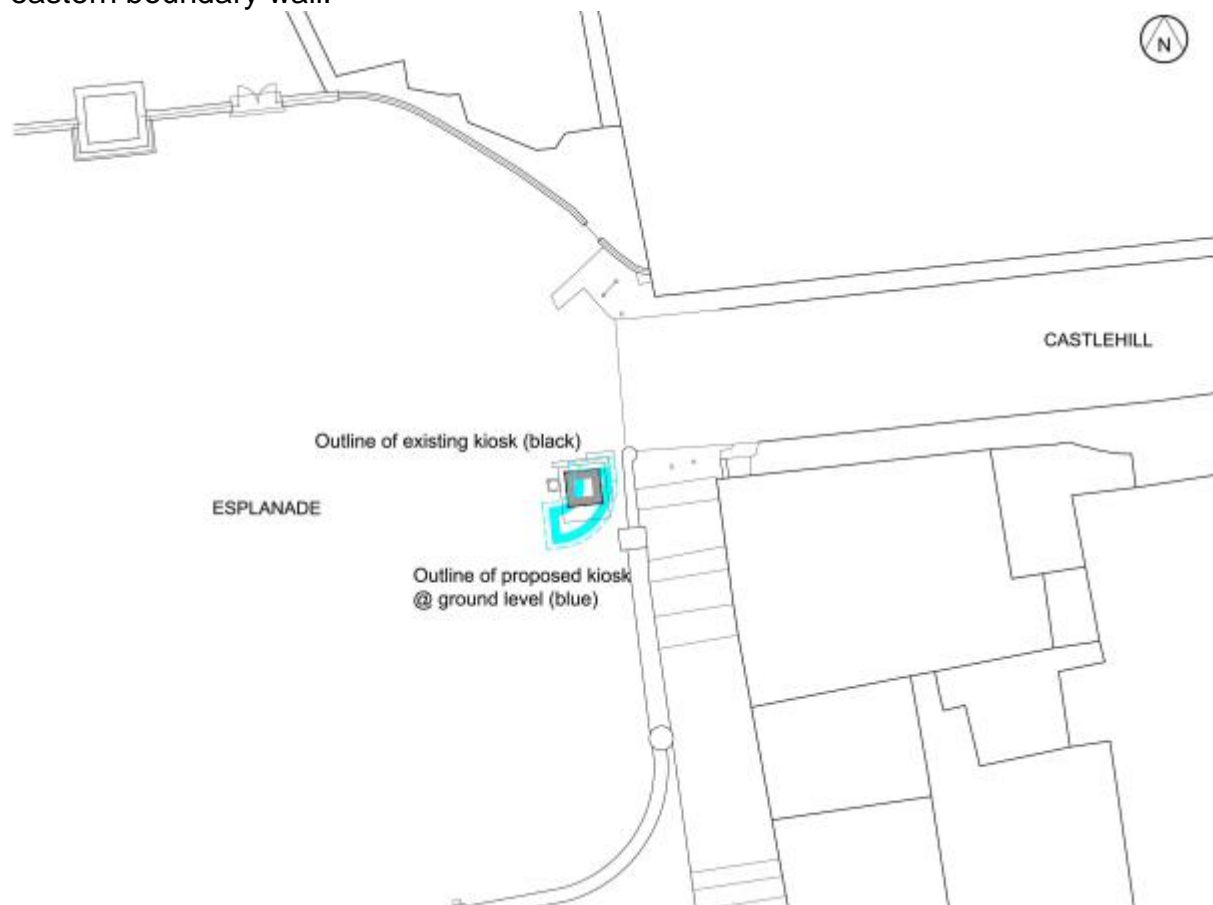 eastern boundary wall.
N
CASTLEHILL
Outline of existing kiosk (black)
ESPLANADE
Outline of proposed kiosk
@ ground level (blue)